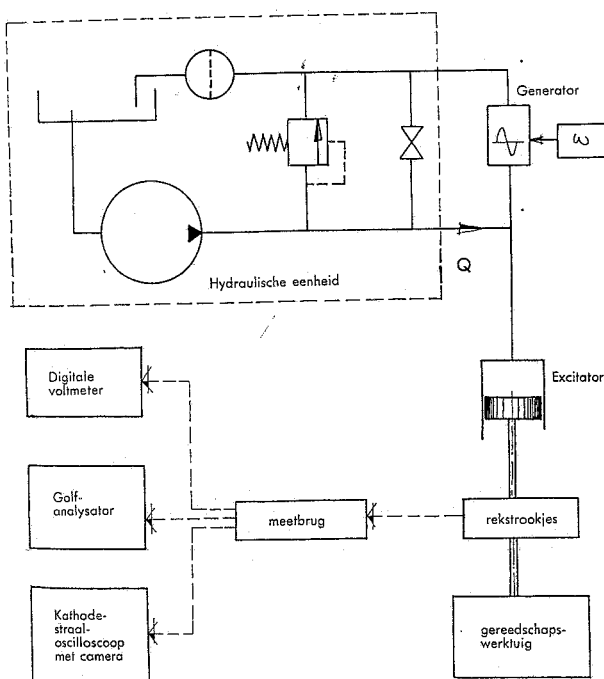 Generator
ω
Hydraulische eenheid
Q
Digitale
voltmeter
Excitator
Golf-
analysator
meetbrug
rekstrookjes
Kathode-
straal-
oscilloscoop
met camera
gereedschaps-
werktuig